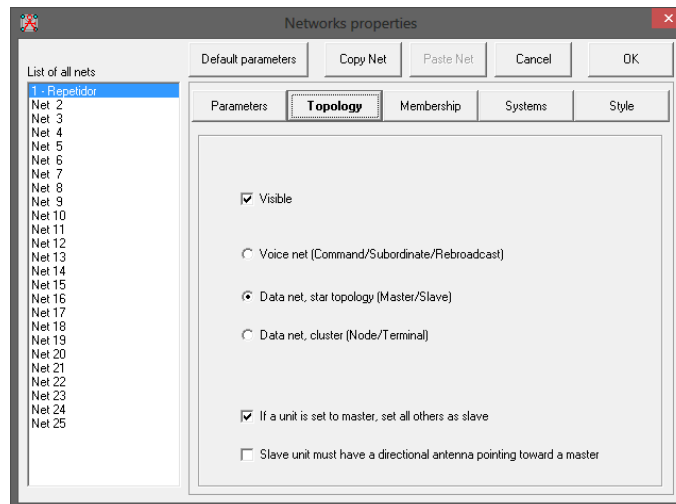 Networks properties
List of all nets
1 - Repetidor
Net 2
Net 3
Net 4
Net 5
Net 6
Net 7
Net 8
Net 9
Net 10
Net 11
Net 12
Net 13
Net 14
Net 15
Net 16
Net 17
Net 18
Net 19
Net 20
Net 21
Net 22
Net 23
Net 24
Net 25
Default parameters Copy Net Paste Net Cancel OK
Parameters Topology Membership Systems Style
Visible
Voice net (Command/Subordinate/Rebroadcast)
Data net, star topology (Master/Slave)
Data net, cluster (Node/Terminal)
If a unit is set to master, set all others as slave
Slave unit must have a directional antenna pointing toward a master